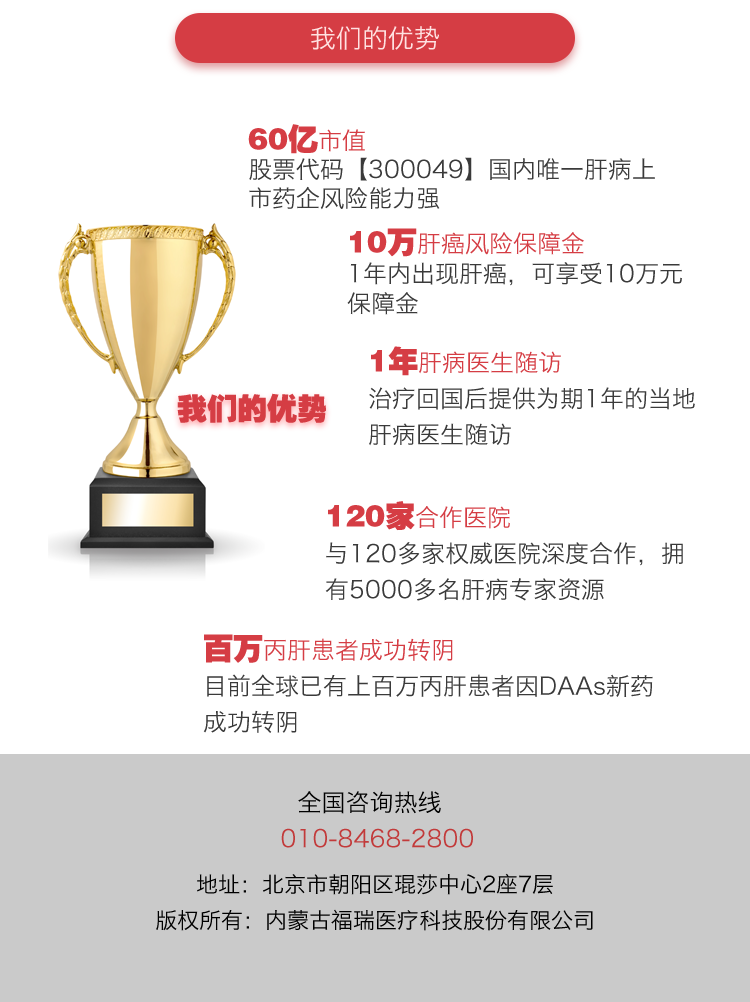 我们的优势
60亿市值
股票代码【300049】国内唯一肝病上
市药企风险能力强
10万肝癌风险保障金
1年内出现肝癌，可享受10万元
保障金
1年肝病医生随访
治疗回国后提供为期1年的当地
肝病医生随访
我们的优势
120家合作医院
与120多家权威医院深度合作，拥
有5000多名肝病专家资源
百万丙肝患者成功转阴
目前全球已有上百万丙肝患者因DAAs新药
成功转阴
全国咨询热线
010-8468-2800
地址：北京市朝阳区琨莎中心2座7层
版权所有：内蒙古福瑞医疗科技股份有限公司